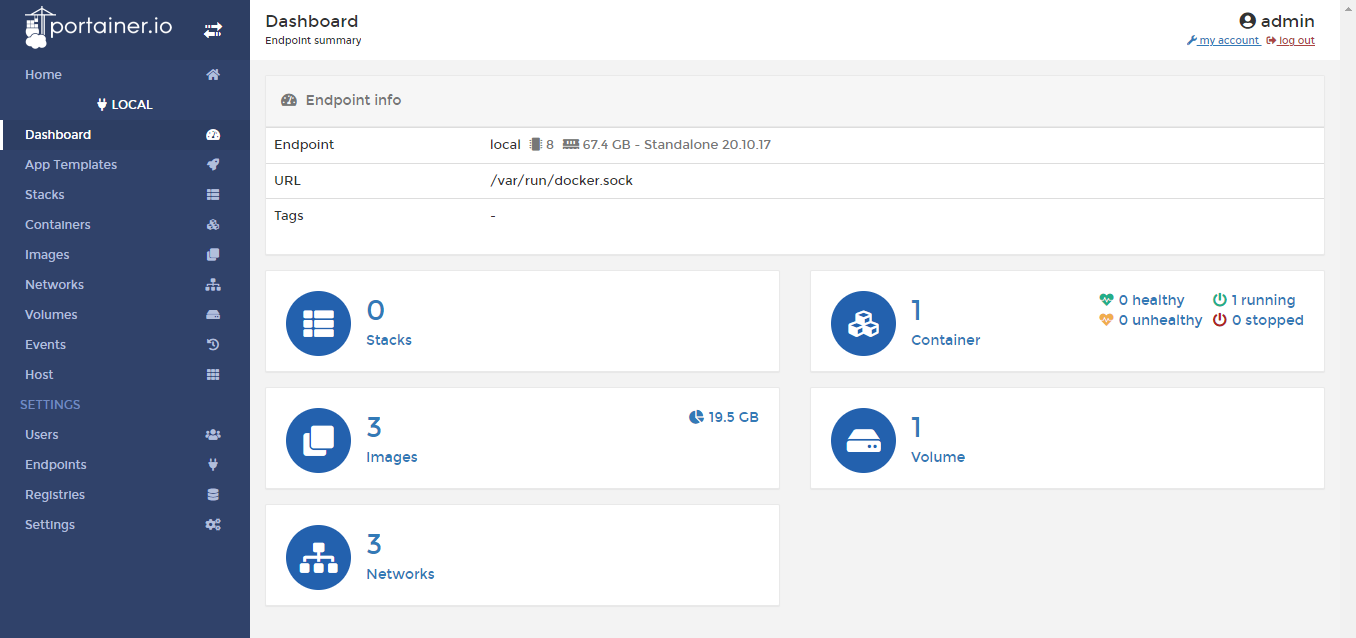 portainer.io
Home
LOCAL
Dashboard
App Templates
Stacks
Containers
Images
Networks
Volumes
Events
Host
SETTINGS
Users
Endpoints
Registries
Settings
Dashboard
Endpoint summary
admin
my account log out
Endpoint info
Endpoint local 8 67.4 GB - Standalone 20.10.17
URL /var/run/docker.sock
Tags -
0
Stacks
1
Container
0 healthy 1 running
0 unhealthy 0 stopped
3
Images
19.5 GB
1
Volume
3
Networks